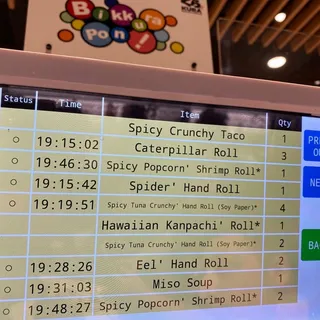 Bikkura
Pon!
KURA
Status Time Item Qty
Spicy Crunchy Taco 1
○ 19:15:02 Caterpillar Roll 3
○ 19:46:30 Spicy Popcorn' Shrimp Roll* 1
○ 19:15:42 Spider' Hand Roll 1
○ 19:19:51 Spicy Tuna Crunchy' Hand Roll (Soy Paper)* 4
Hawaiian Kanpachi' Roll* 1
Spicy Tuna Crunchy' Hand Roll (Soy Paper)* 2
○ 19:28:26 Eel' Hand Roll 2
○ 19:31:03 Miso Soup 1
○ 19:48:27 Spicy Popcorn' Shrimp Roll* 2